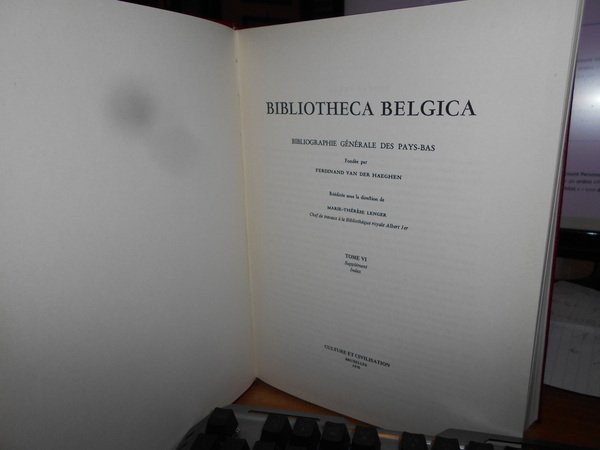 BIBLIOTHECA BELGICA
BIBLIOGRAPHIE GÉNÉRALE DES PAYS-BAS
Fondée par
FERDINAND VAN DER HAEGHEN
Rééditée sous la direction de
MARIE-THÉRÈSE LENGER
Chef de travaux à la Bibliothèque royale Albert Ier
TOME VI
Supplément
Index
CULTURE ET CIVILISATION
BRUXELLES